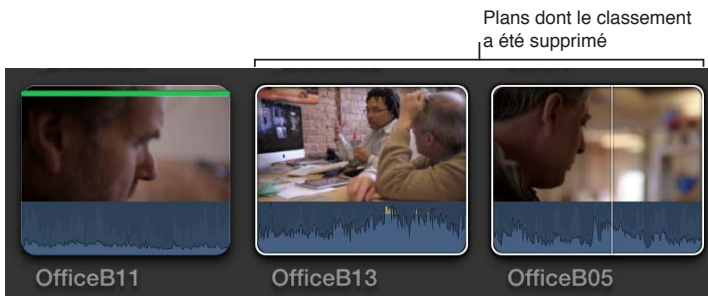 Plans dont le classement
a été supprimé
OfficeB11
OfficeB13
OfficeB05